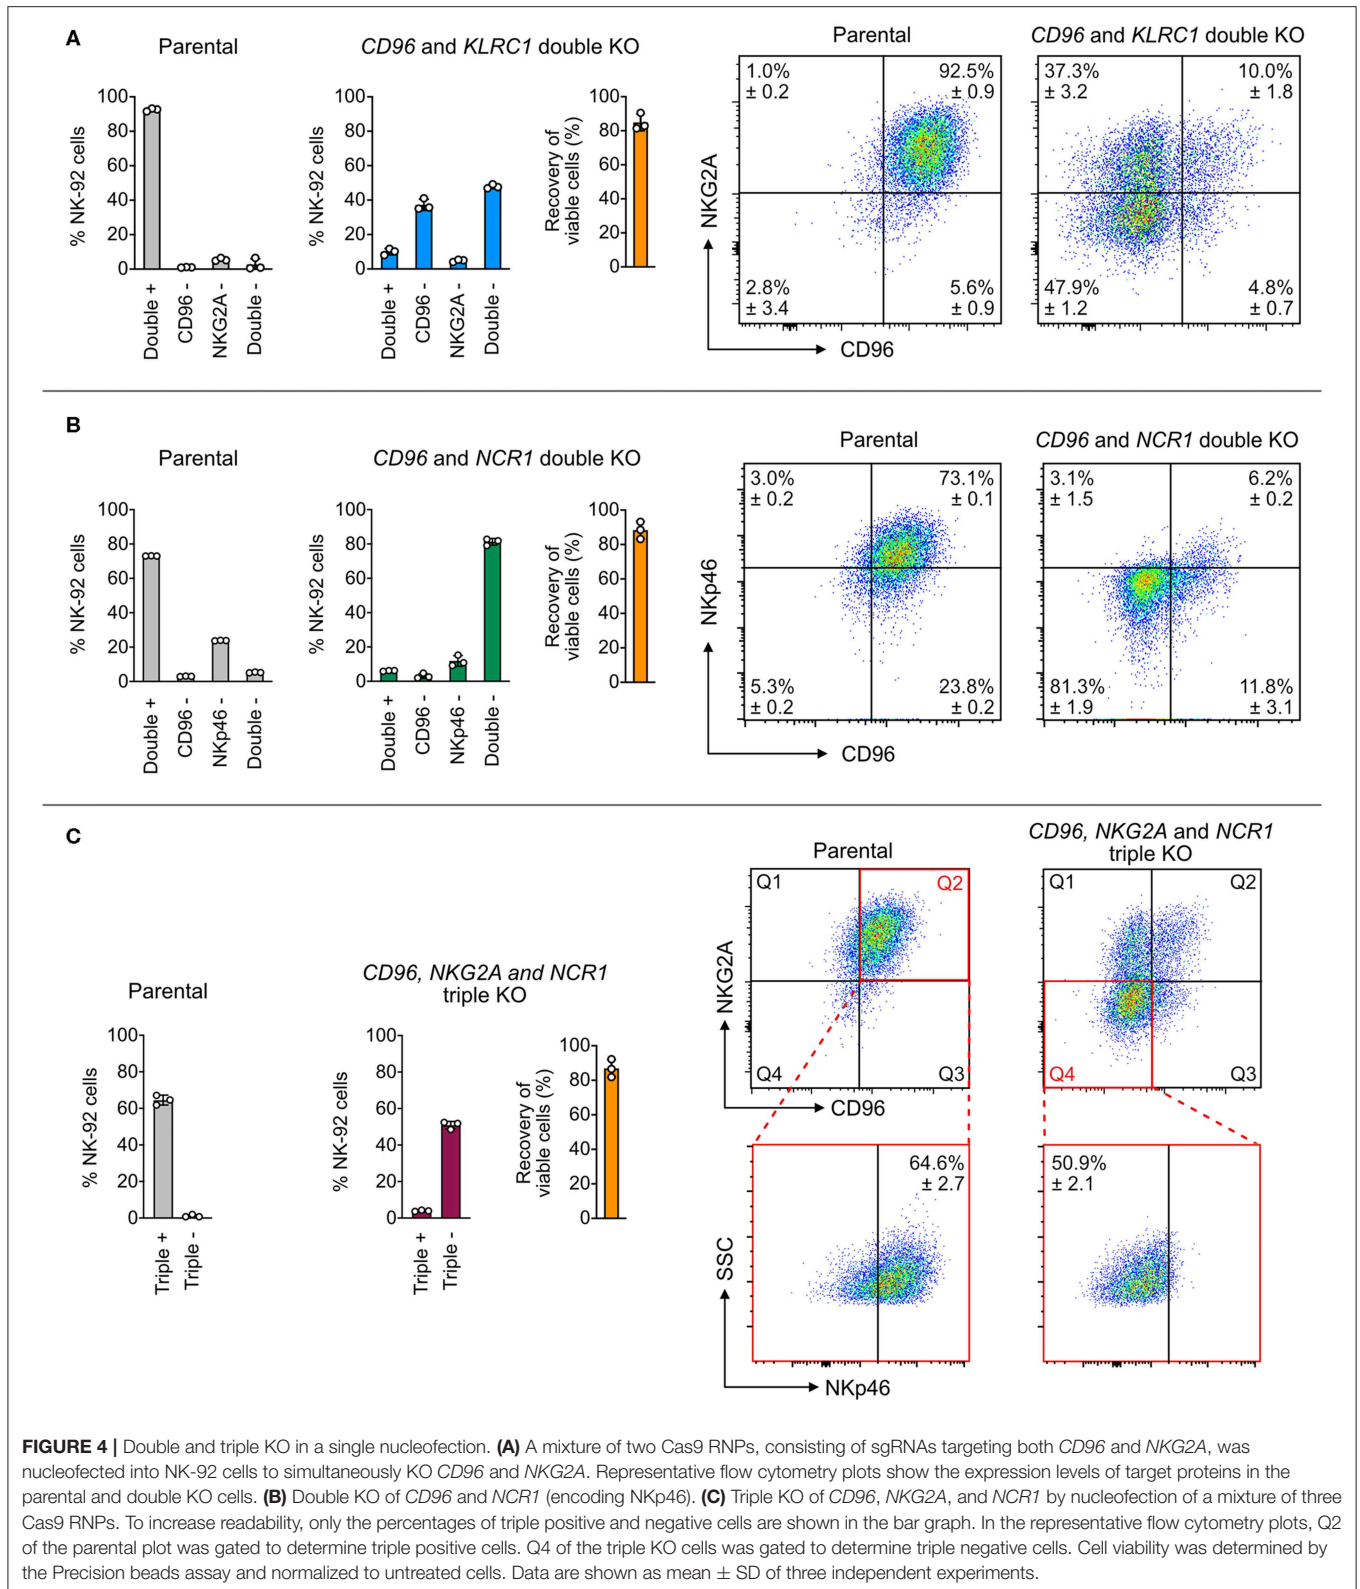 A
Parental
CD96 and KLRC1 double KO
% NK-92 cells
100
80
60
40
20
0
Double +
CD96 -
NKG2A -
Double -
% NK-92 cells
100
80
60
40
20
0
Double +
CD96 -
NKG2A -
Double -
Recovery of
viable cells (%)
100
80
60
40
20
0
Parental
CD96 and KLRC1 double KO
1.0%
± 0.2
92.5%
± 0.9
2.8%
± 3.4
5.6%
± 0.9
37.3%
± 3.2
10.0%
± 1.8
47.9%
± 1.2
4.8%
± 0.7
NKG2A
CD96
B
Parental
CD96 and NCR1 double KO
% NK-92 cells
100
80
60
40
20
0
Double +
CD96 -
NKp46 -
Double -
% NK-92 cells
100
80
60
40
20
0
Double +
CD96 -
NKp46 -
Double -
Recovery of
viable cells (%)
100
80
60
40
20
0
Parental
CD96 and NCR1 double KO
3.0%
± 0.2
73.1%
± 0.1
5.3%
± 0.2
23.8%
± 0.2
3.1%
± 1.5
6.2%
± 0.2
81.3%
± 1.9
11.8%
± 3.1
NKp46
CD96
C
Parental
CD96, NKG2A and NCR1
triple KO
% NK-92 cells
100
80
60
40
20
0
Triple +
Triple -
% NK-92 cells
100
80
60
40
20
0
Triple +
Triple -
Recovery of
viable cells (%)
100
80
60
40
20
0
Parental
CD96, NKG2A and NCR1
triple KO
Q1
Q2
Q4
Q3
Q1
Q2
Q4
Q3
NKG2A
CD96
64.6%
± 2.7
50.9%
± 2.1
SSC
NKp46
FIGURE 4 | Double and triple KO in a single nucleofection. (A) A mixture of two Cas9 RNPs, consisting of sgRNAs targeting both CD96 and NKG2A, was
nucleofected into NK-92 cells to simultaneously KO CD96 and NKG2A. Representative flow cytometry plots show the expression levels of target proteins in the
parental and double KO cells. (B) Double KO of CD96 and NCR1 (encoding NKp46). (C) Triple KO of CD96, NKG2A, and NCR1 by nucleofection of a mixture of three
Cas9 RNPs. To increase readability, only the percentages of triple positive and negative cells are shown in the bar graph. In the representative flow cytometry plots, Q2
of the parental plot was gated to determine triple positive cells. Q4 of the triple KO cells was gated to determine triple negative cells. Cell viability was determined by
the Precision beads assay and normalized to untreated cells. Data are shown as mean ± SD of three independent experiments.